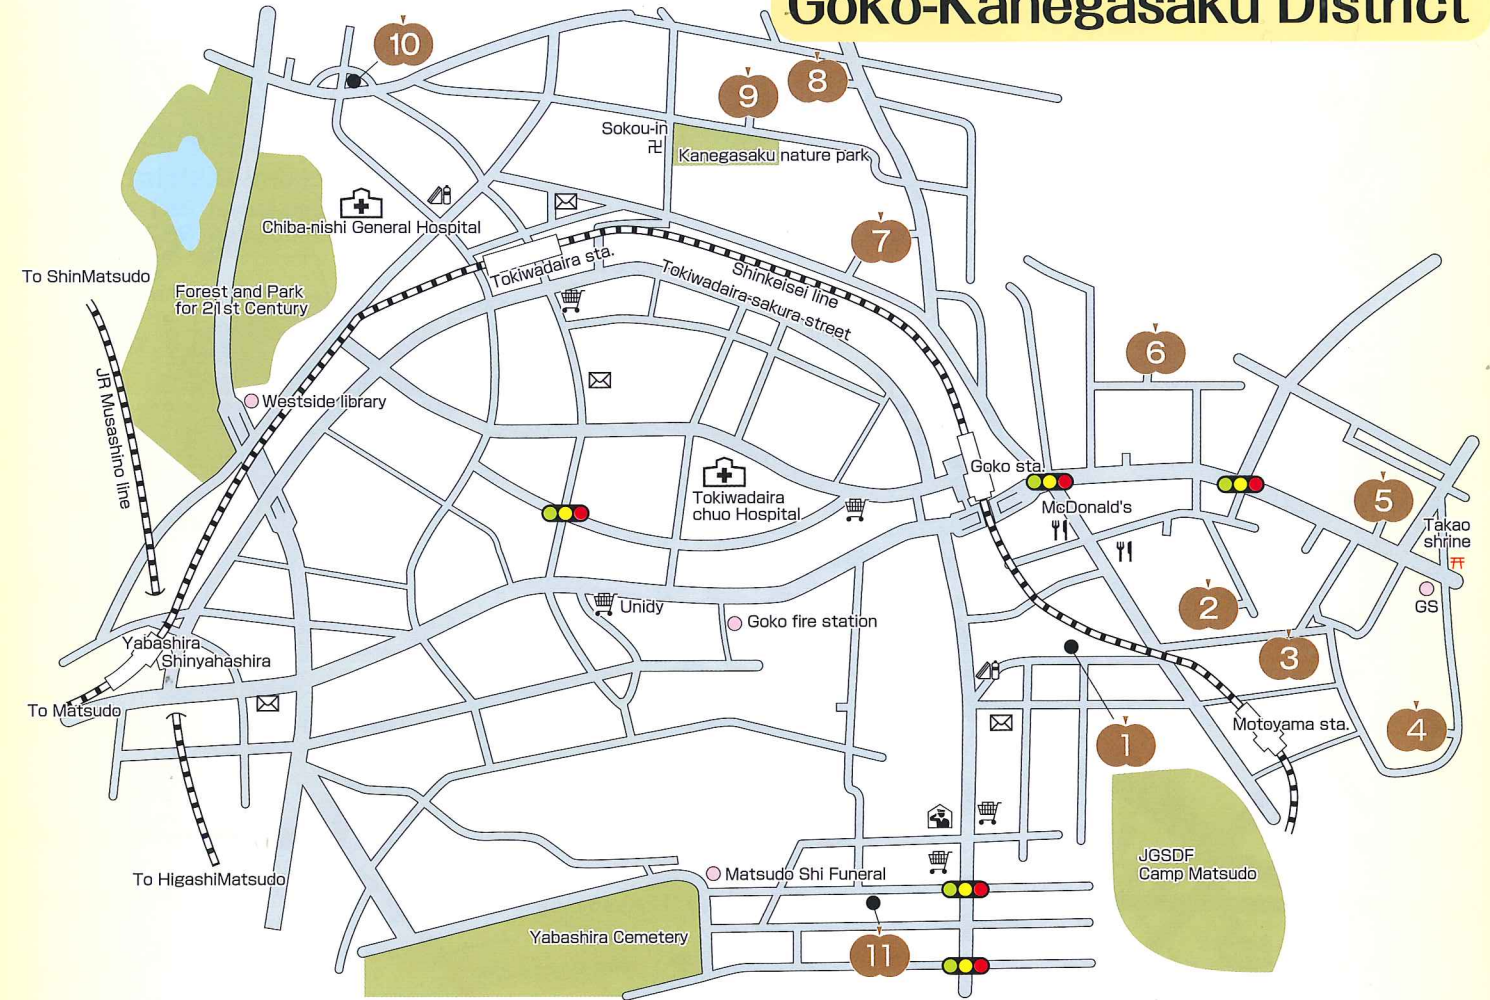 Goko-Kanegasaku District
10
8
9
Sokou-in
卍
Kanegasaku nature park
7
Chiba-nishi General Hospital
Tokiwadaira sta.
Shinkeisei line
Tokiwadaira-sakura-street
To ShinMatsudo
Forest and Park
for 21st Century
JR Musashino line
Westside library
6
Goko sta.
McDonald's
5
Takao
shrine
GS
Tokiwadaira
chuo Hospital
2
Unidy
Goko fire station
3
Yabashira
Shinyahashira
To Matsudo
1
Motoyama sta.
4
To HigashiMatsudo
Matsudo Shi Funeral
JGSDF
Camp Matsudo
Yabashira Cemetery
11